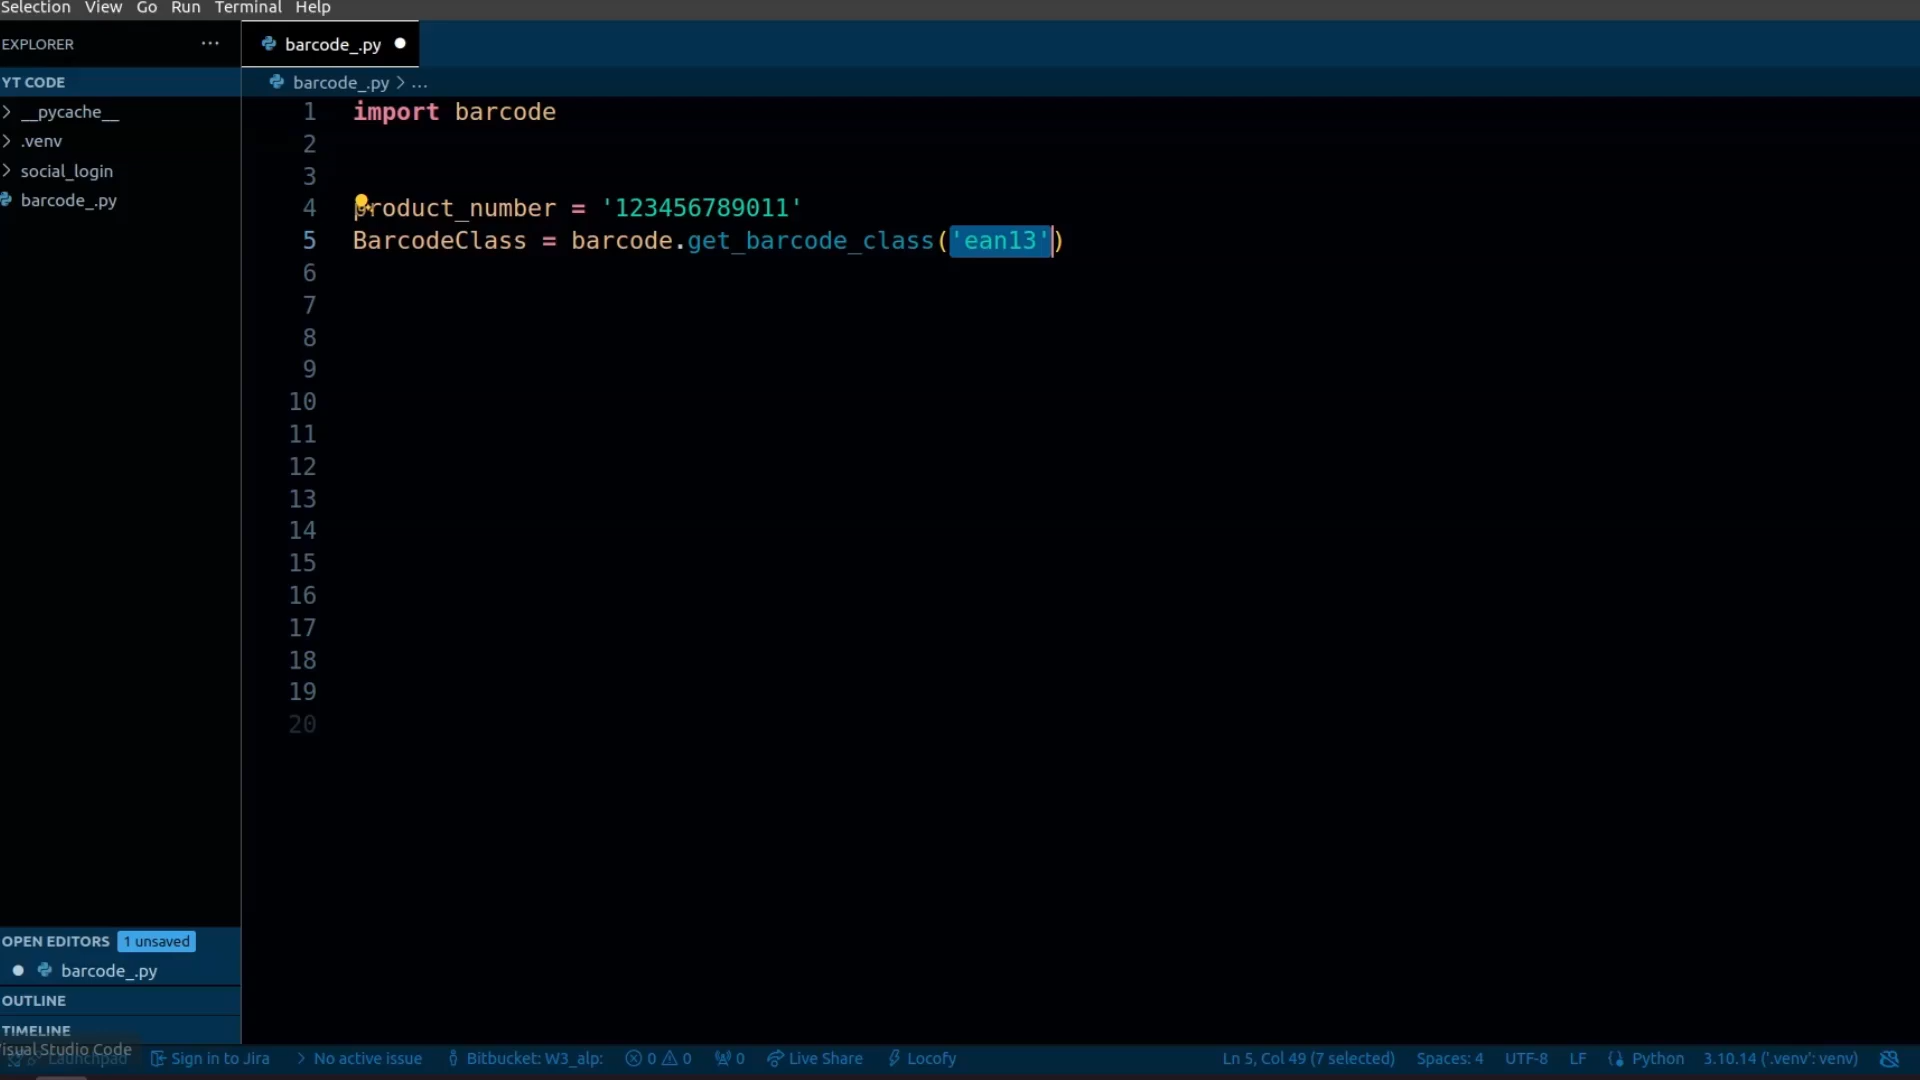 Selection View Go Run Terminal Help
EXPLORER ···
barcode_.py
YT CODE
barcode_.py > ...
__pycache__
.venv
social_login
barcode_.py
1 import barcode
2
3
4 product_number = '123456789011'
5 BarcodeClass = barcode.get_barcode_class('ean13')
6
7
8
9
10
11
12
13
14
15
16
17
18
19
20
OPEN EDITORS 1 unsaved
barcode_.py
OUTLINE
TIMELINE
isual Studio Code
Launchpad Sign in to Jira No active issue Bitbucket: W3_alp: 0 0 0 Live Share Locofy Ln 5, Col 49 (7 selected) Spaces: 4 UTF-8 LF Python 3.10.14 ('.venv': venv)